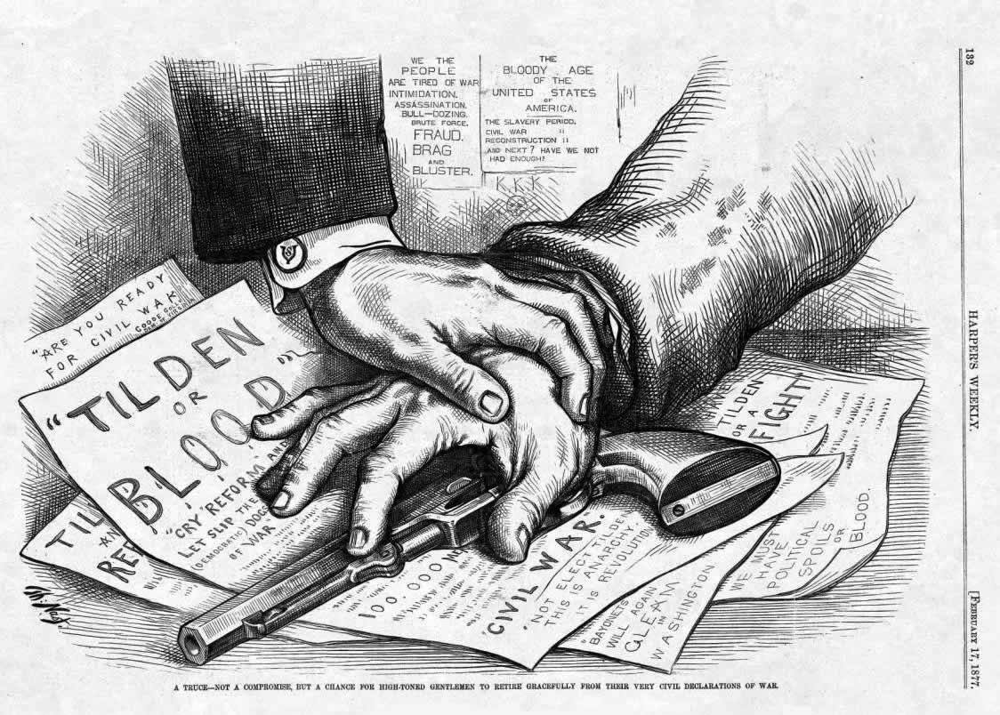 WE THE
PEOPLE
ARE TIRED OF WAR
INTIMIDATION.
ASSASSINATION.
BULL–DOZING.
BRUTE FORCE.
FRAUD.
BRAG
AND
BLUSTER.
THE
BLOODY AGE
OF THE
UNITED STATES
OF
AMERICA.
THE SLAVERY PERIOD.
CIVIL WAR "
RECONSTRUCTION "
AND NEXT? HAVE WE NOT
HAD ENOUGH?
K.K.K
"ARE YOU READY
FOR CIVIL WAR"
"TILDEN
OR
BLOOD
"CRY REFORM AND
LET SLIP THE
(DEMOCRATIC) DOGS
OF WAR
TIL
AN
REF
100 000
"CIVIL WAR."
"NOT ELECT TILDEN
THIS IS ANARCHY.
IT IS REVOLUTION
"BAYONETS
WILL AGAIN
GLEAM
IN
WASHINGTON
TILDEN
OR A
FIGHT"
WE MUST
HAVE
POLITICAL
SPOILS
OR
BLOOD.
Th: Nast.
A TRUCE—NOT A COMPROMISE, BUT A CHANCE FOR HIGH-TONED GENTLEMEN TO RETIRE GRACEFULLY FROM THEIR VERY CIVIL DECLARATIONS OF WAR.
132
HARPER'S WEEKLY.
[FEBRUARY 17, 1877.